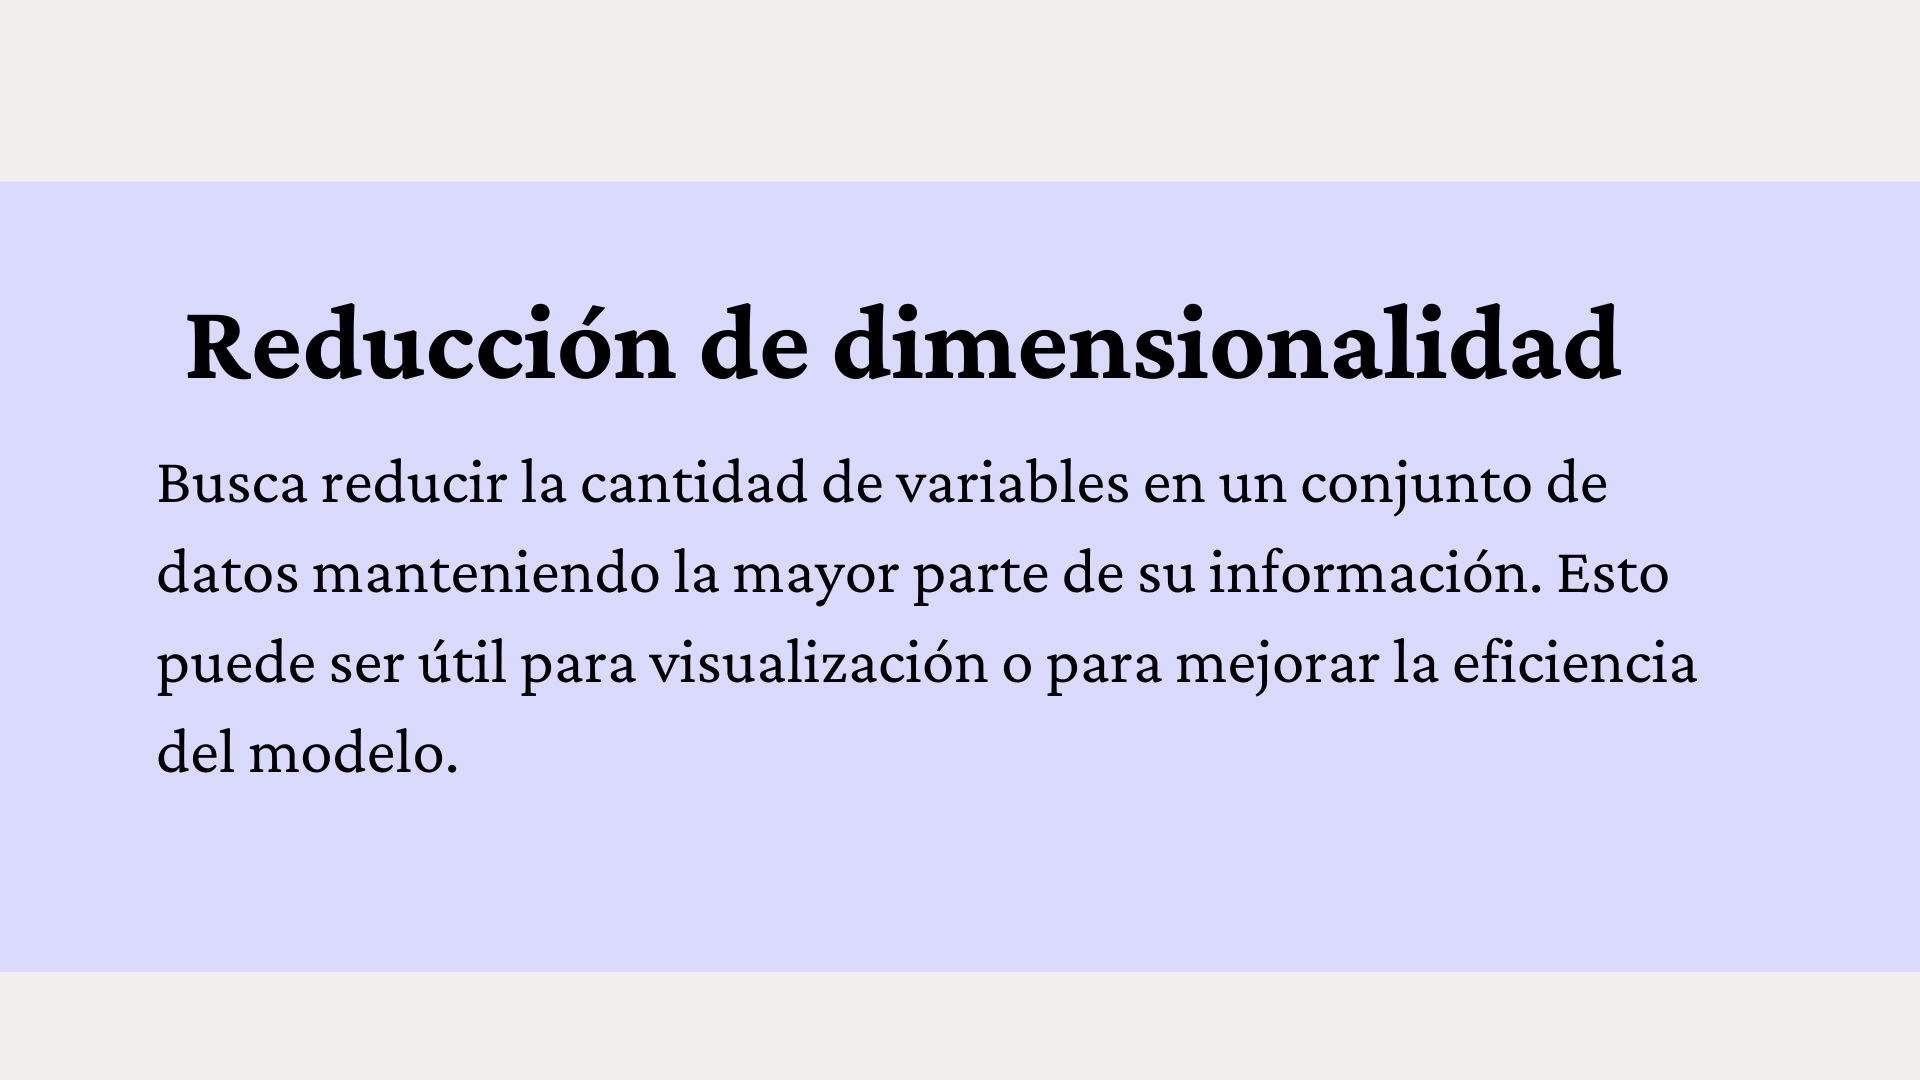 Reducción de dimensionalidad
Busca reducir la cantidad de variables en un conjunto de
datos manteniendo la mayor parte de su información. Esto
puede ser útil para visualización o para mejorar la eficiencia
del modelo.